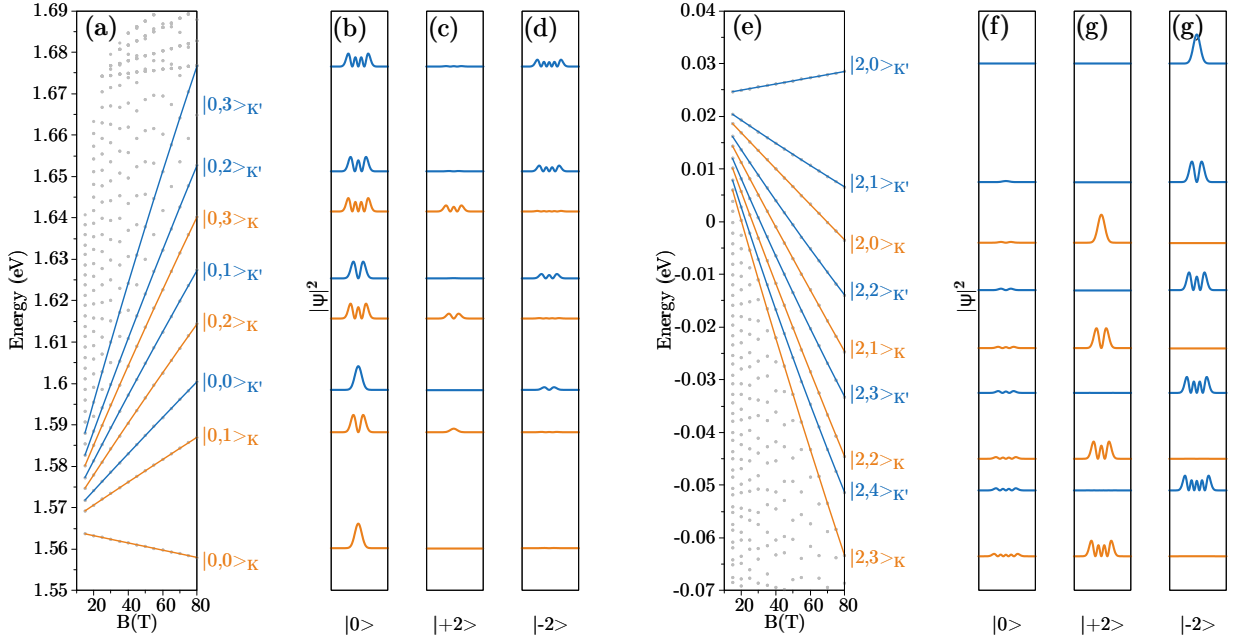 (a)
Energy (eV)
1.69
1.68
1.67
1.66
1.65
1.64
1.63
1.62
1.61
1.6
1.59
1.58
1.57
1.56
1.55
20
40
60
80
B(T)
|0,3>K'
|0,2>K'
|0,3>K
|0,1>K'
|0,2>K
|0,0>K'
|0,1>K
|0,0>K
|ψ|²
(b)
|0>
(c)
|+2>
(d)
|-2>
(e)
Energy (eV)
0.04
0.03
0.02
0.01
0
-0.01
-0.02
-0.03
-0.04
-0.05
-0.06
-0.07
20
40
60
80
B(T)
|2,0>K'
|2,1>K'
|2,0>K
|2,2>K'
|2,1>K
|2,3>K'
|2,2>K
|2,4>K'
|2,3>K
|ψ|²
(f)
|0>
(g)
|+2>
(g)
|-2>